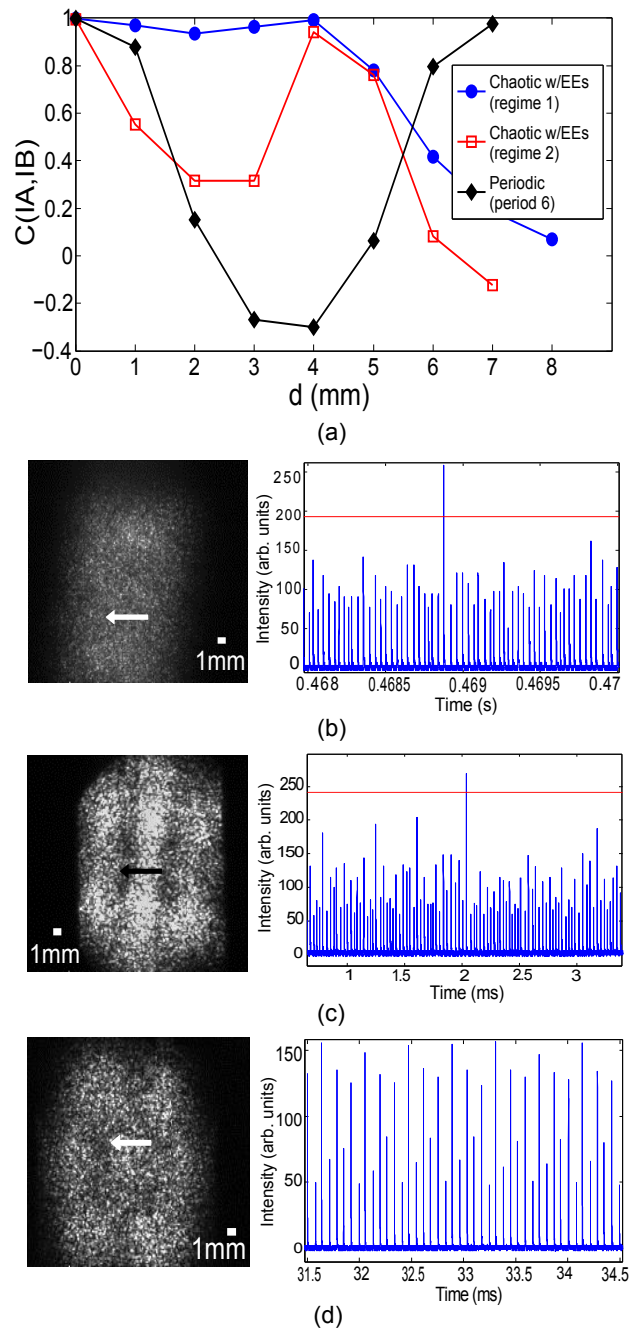 1
0.8
0.6
0.4
0.2
0
−0.2
−0.4
C(IA,IB)
0 1 2 3 4 5 6 7 8
d (mm)
Chaotic w/EEs
(regime 1)
Chaotic w/EEs
(regime 2)
Periodic
(period 6)
(a)
1mm
250
200
150
100
50
0
Intensity (arb. units)
0.468 0.4685 0.469 0.4695 0.47
Time (s)
(b)
1mm
300
250
200
150
100
50
0
Intensity (arb. units)
1 1.5 2 2.5 3
Time (ms)
(c)
1mm
150
100
50
0
Intensity (arb. units)
31.5 32 32.5 33 33.5 34 34.5
Time (ms)
(d)